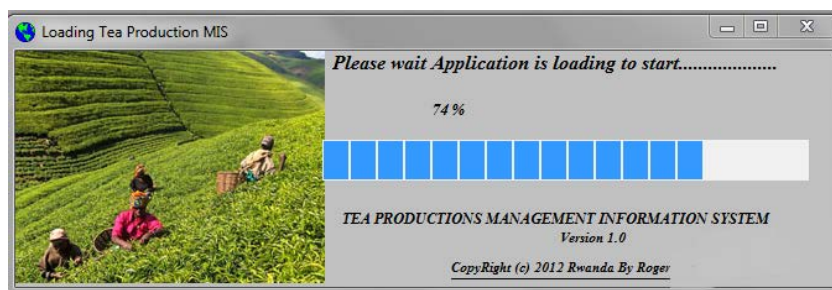 Loading Tea Production MIS
Please wait Application is loading to start....................
74 %
TEA PRODUCTIONS MANAGEMENT INFORMATION SYSTEM
Version 1.0
CopyRight (c) 2012 Rwanda By Roger